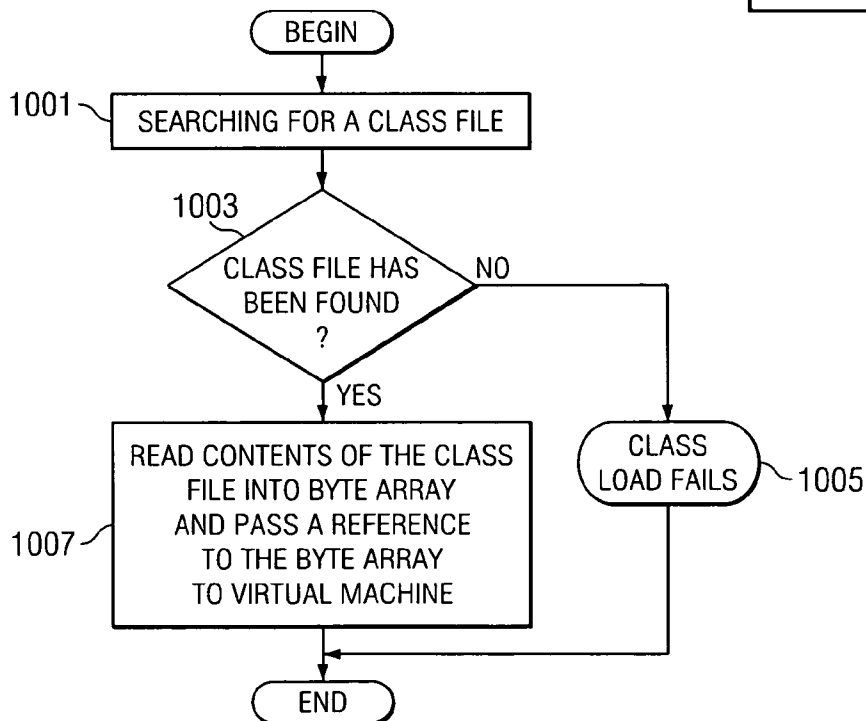 BEGIN
1001
SEARCHING FOR A CLASS FILE
1003
CLASS FILE HAS
BEEN FOUND
?
NO
YES
READ CONTENTS OF THE CLASS
FILE INTO BYTE ARRAY
AND PASS A REFERENCE
TO THE BYTE ARRAY
TO VIRTUAL MACHINE
1007
CLASS
LOAD FAILS
1005
END